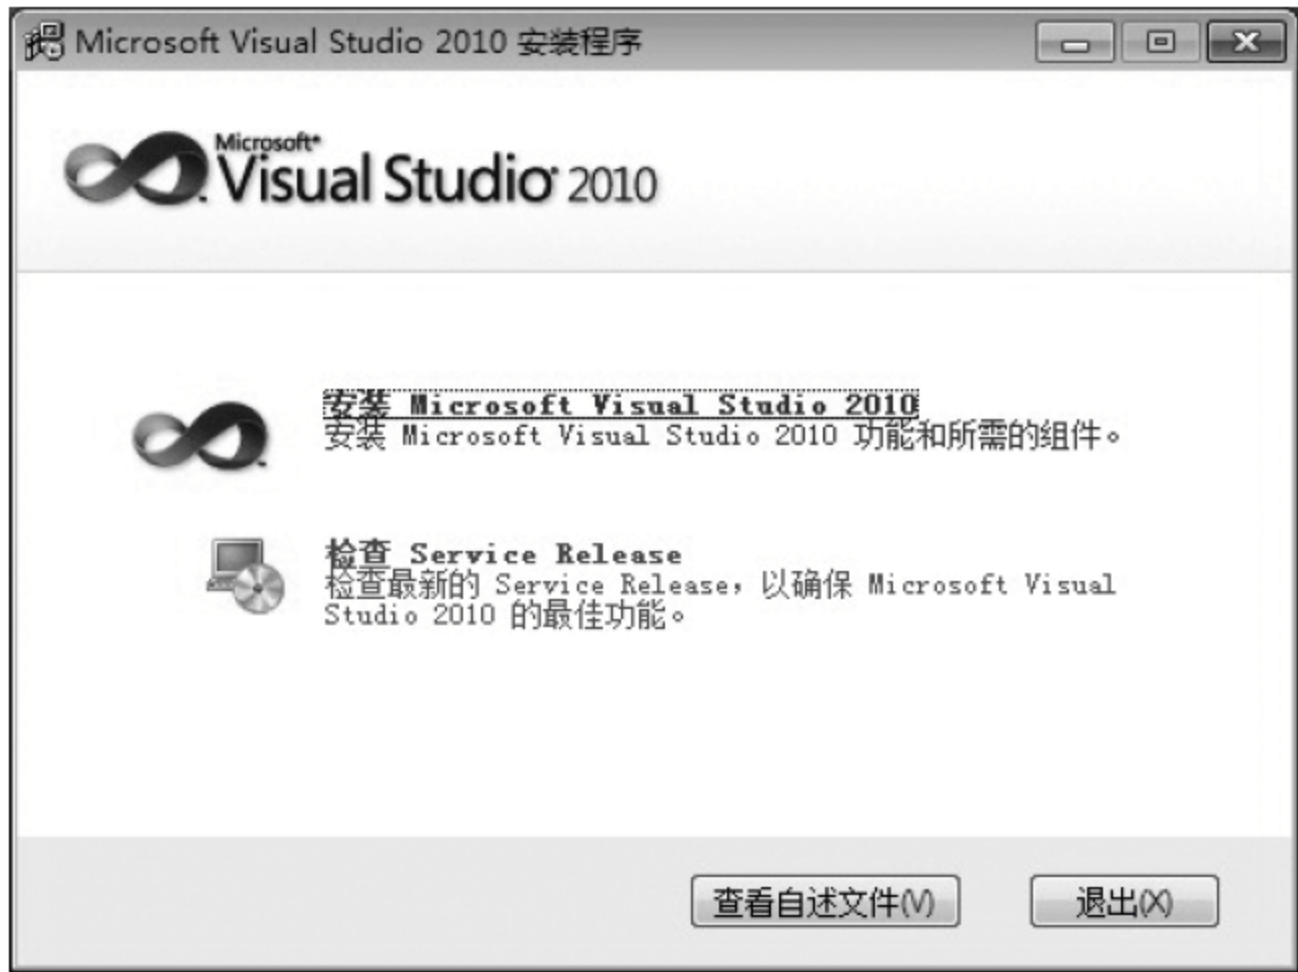 Microsoft Visual Studio 2010 安装程序
Microsoft
Visual Studio 2010
安装 Microsoft Visual Studio 2010
安装 Microsoft Visual Studio 2010 功能和所需的组件。
检查 Service Release
检查最新的 Service Release，以确保 Microsoft Visual
Studio 2010 的最佳功能。
查看自述文件(V) 退出(X)